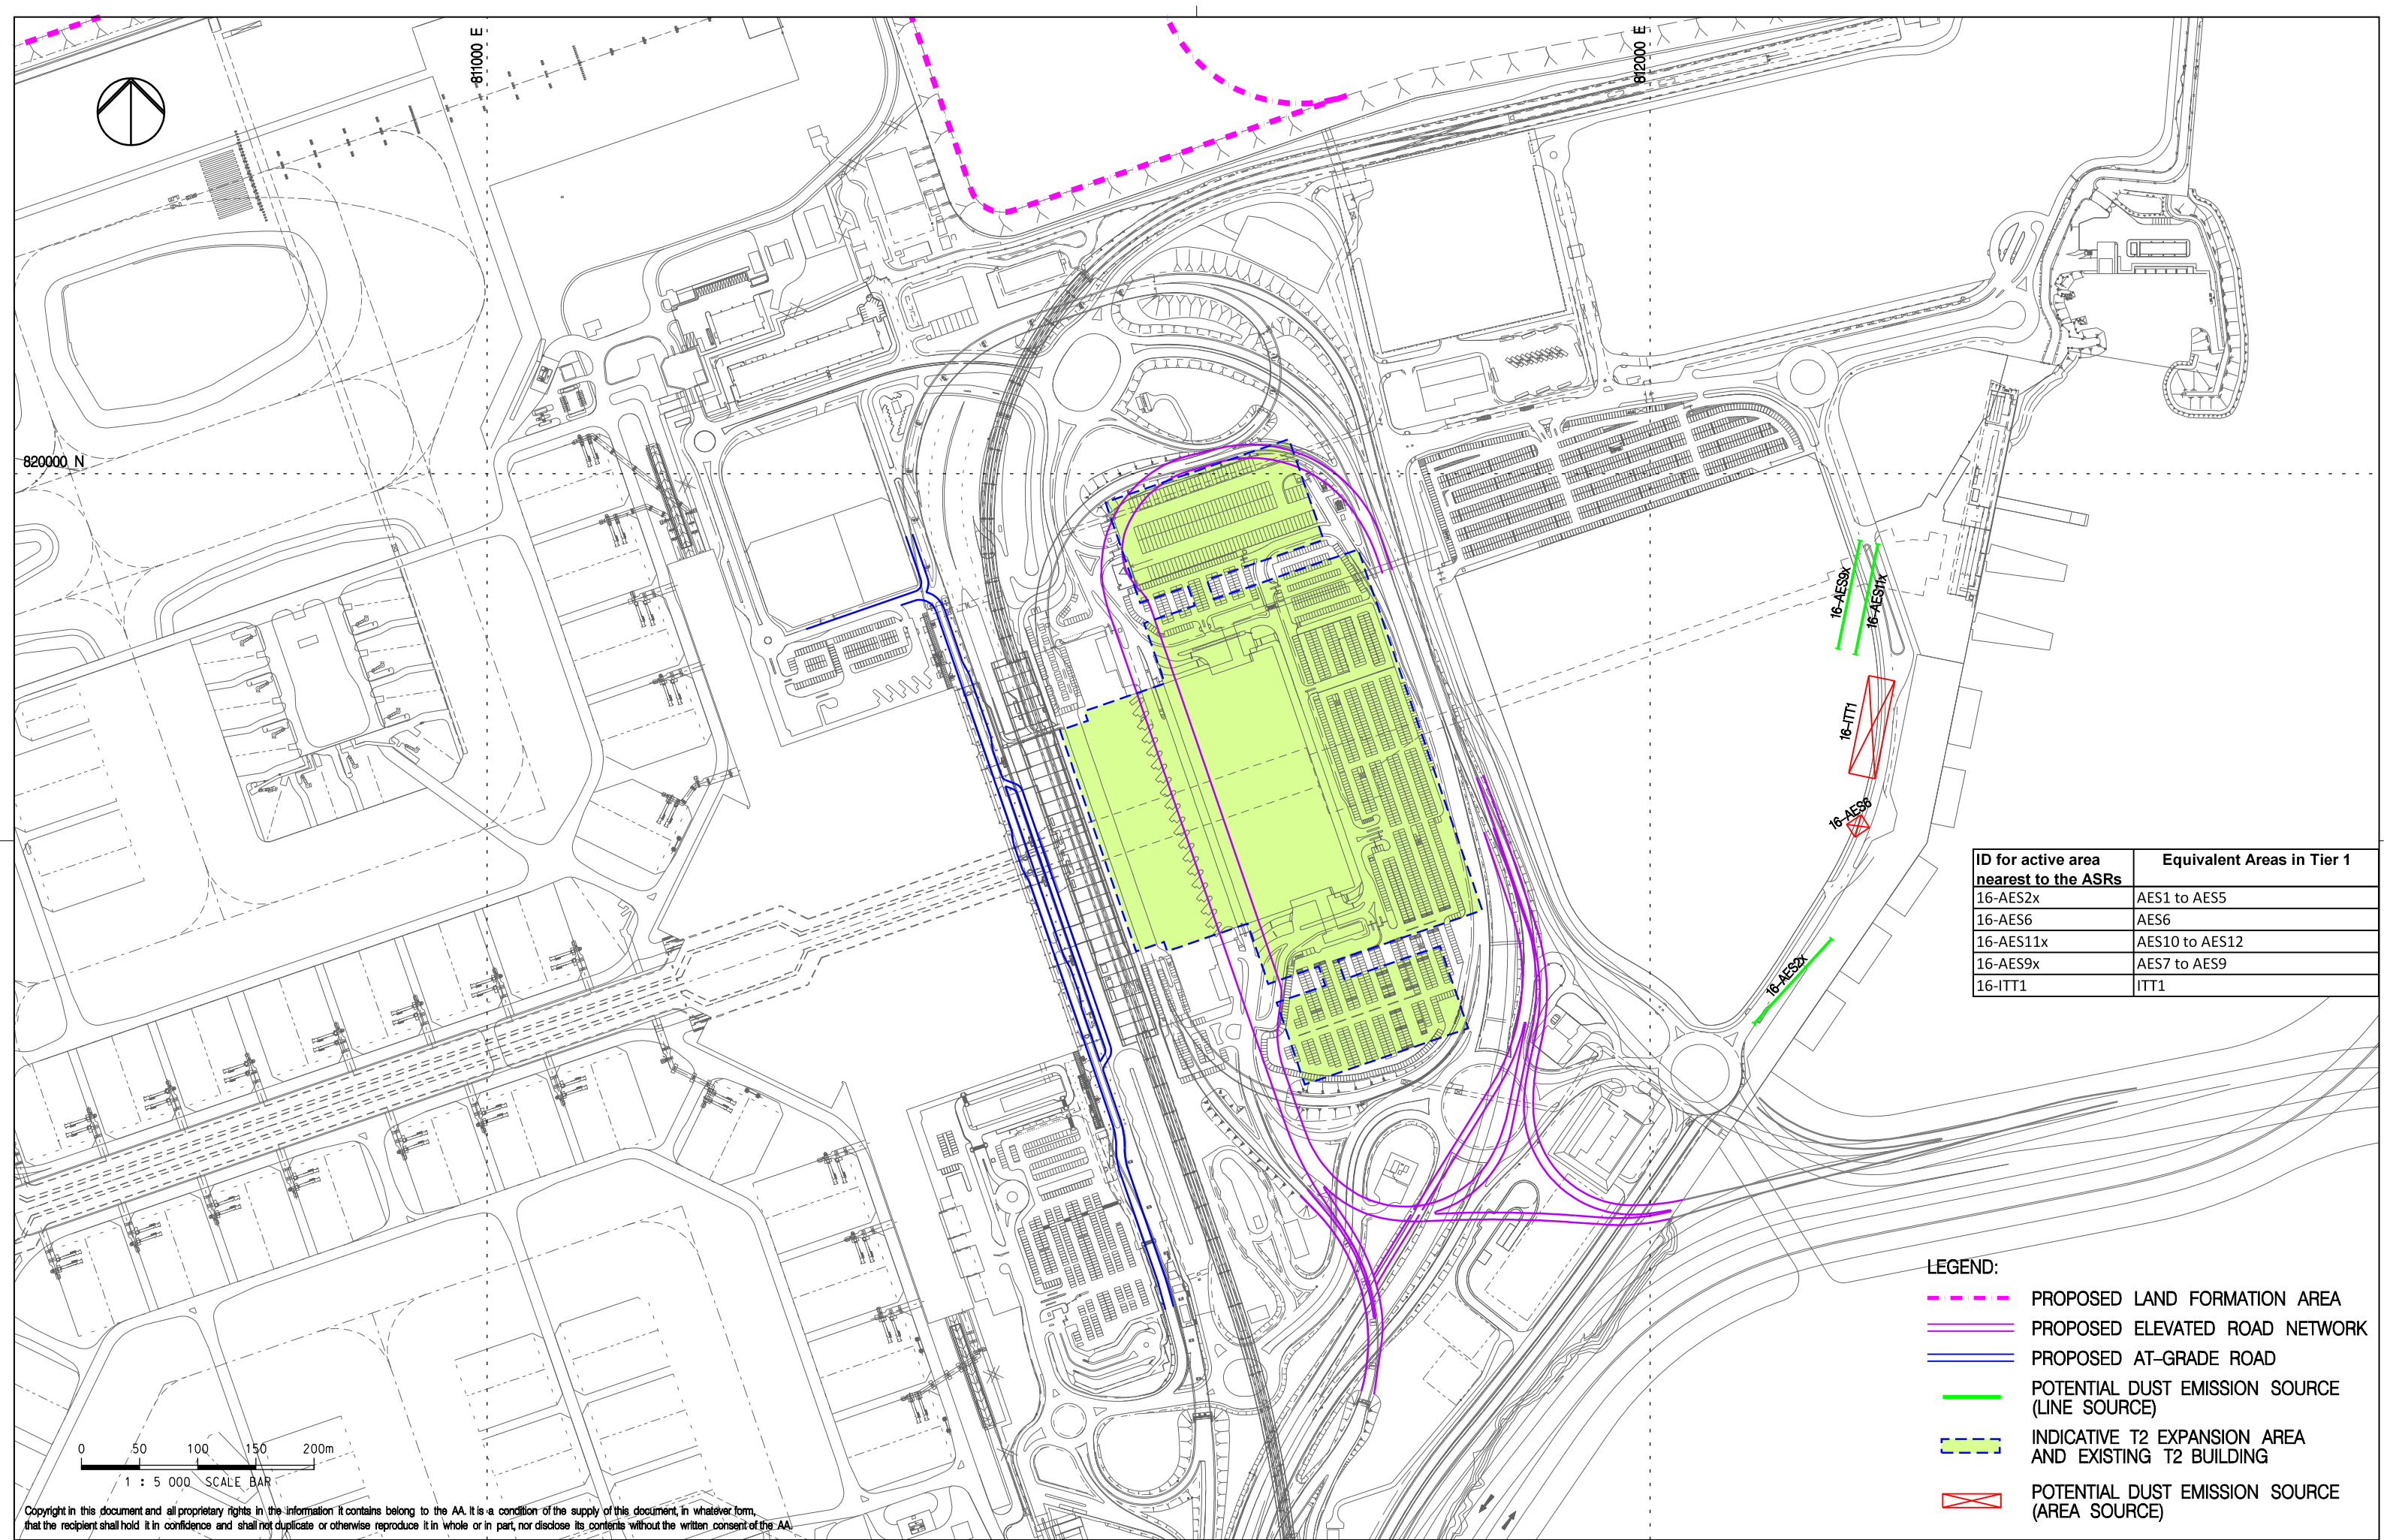 811000 E
812000 E
820000 N
16-AES9x
16-AES11x
16-ITT1
16-AES6
16-AES2x
ID for active area nearest to the ASRs
Equivalent Areas in Tier 1
16-AES2x AES1 to AES5
16-AES6 AES6
16-AES11x AES10 to AES12
16-AES9x AES7 to AES9
16-ITT1 ITT1
LEGEND:
PROPOSED LAND FORMATION AREA
PROPOSED ELEVATED ROAD NETWORK
PROPOSED AT-GRADE ROAD
POTENTIAL DUST EMISSION SOURCE
(LINE SOURCE)
INDICATIVE T2 EXPANSION AREA
AND EXISTING T2 BUILDING
POTENTIAL DUST EMISSION SOURCE
(AREA SOURCE)
0 50 100 150 200m
1 : 5 000 SCALE BAR
Copyright in this document and all proprietary rights in the information it contains belong to the AA. It is a condition of the supply of this document, in whatever form,
that the recipient shall hold it in confidence and shall not duplicate or otherwise reproduce it in whole or in part, nor disclose its contents without the written consent of the AA.